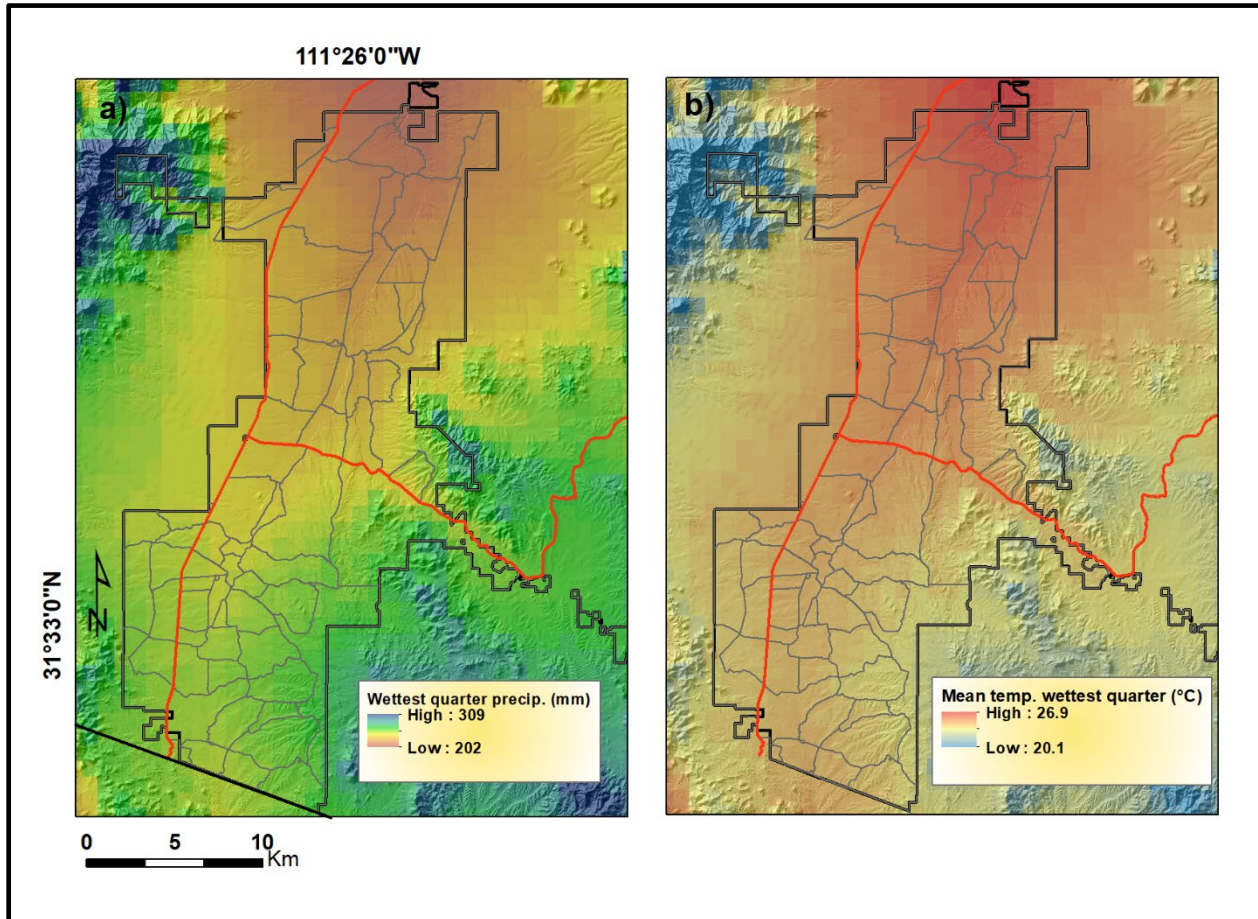 111°26'0"W
a)
b)
31°33'0"N
N
Wettest quarter precip. (mm)
High : 309
Low : 202
Mean temp. wettest quarter (°C)
High : 26.9
Low : 20.1
0 5 10
Km